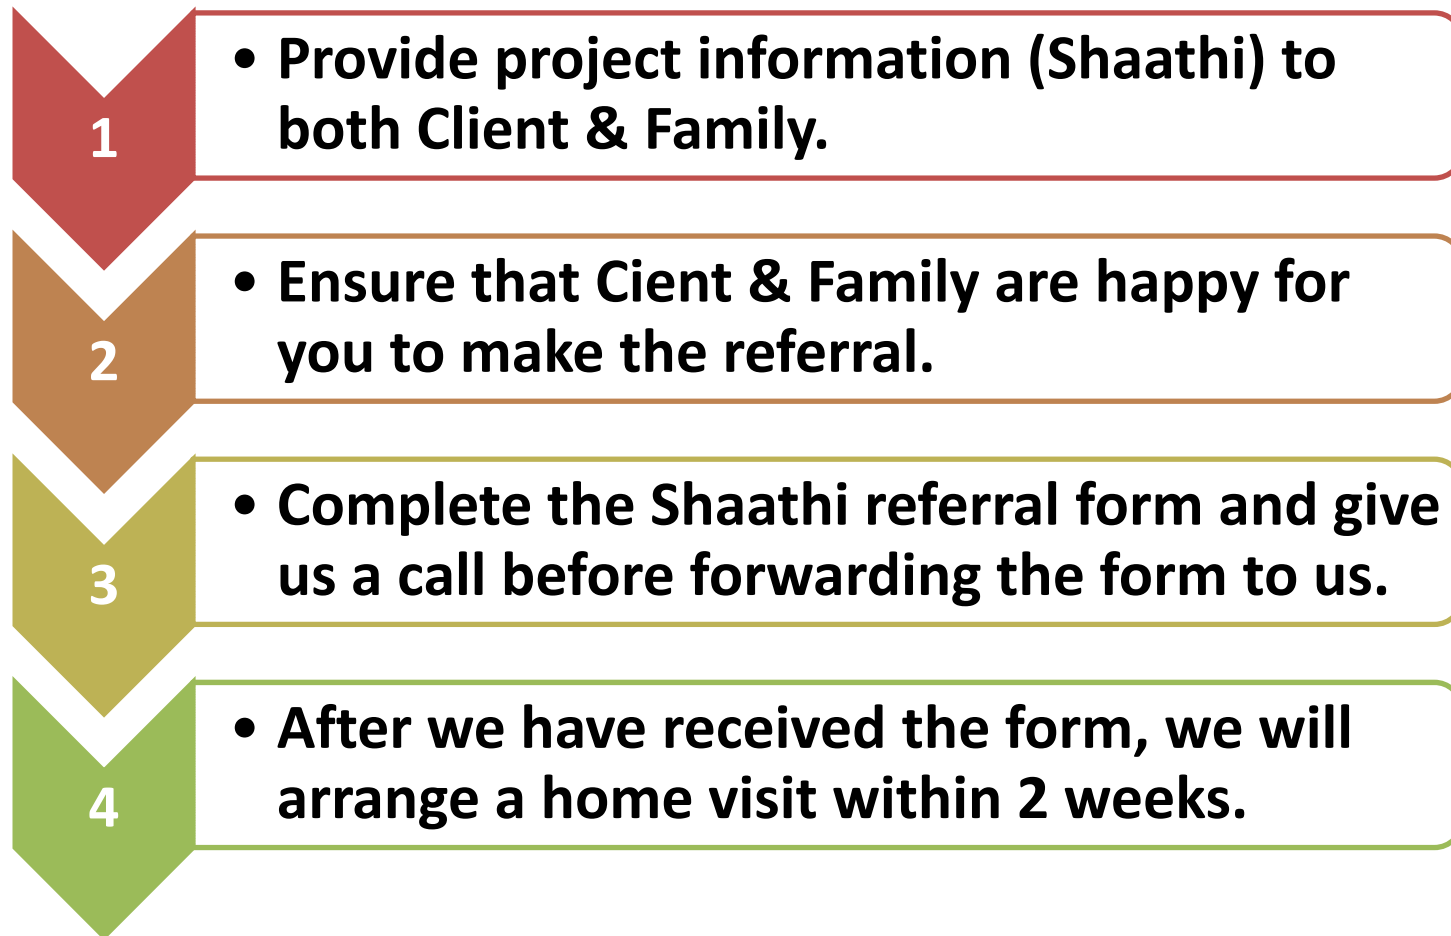 1
• Provide project information (Shaathi) to
both Client & Family.
2
• Ensure that Cient & Family are happy for
you to make the referral.
3
• Complete the Shaathi referral form and give
us a call before forwarding the form to us.
4
• After we have received the form, we will
arrange a home visit within 2 weeks.